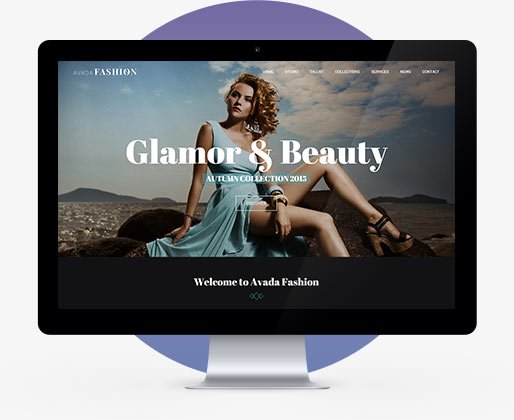 AVADA FASHION
HOME STUDIO TALENT COLLECTIONS SERVICES NEWS CONTACT
Glamor & Beauty
AUTUMN COLLECTION 2015
DISCOVER
Welcome to Avada Fashion